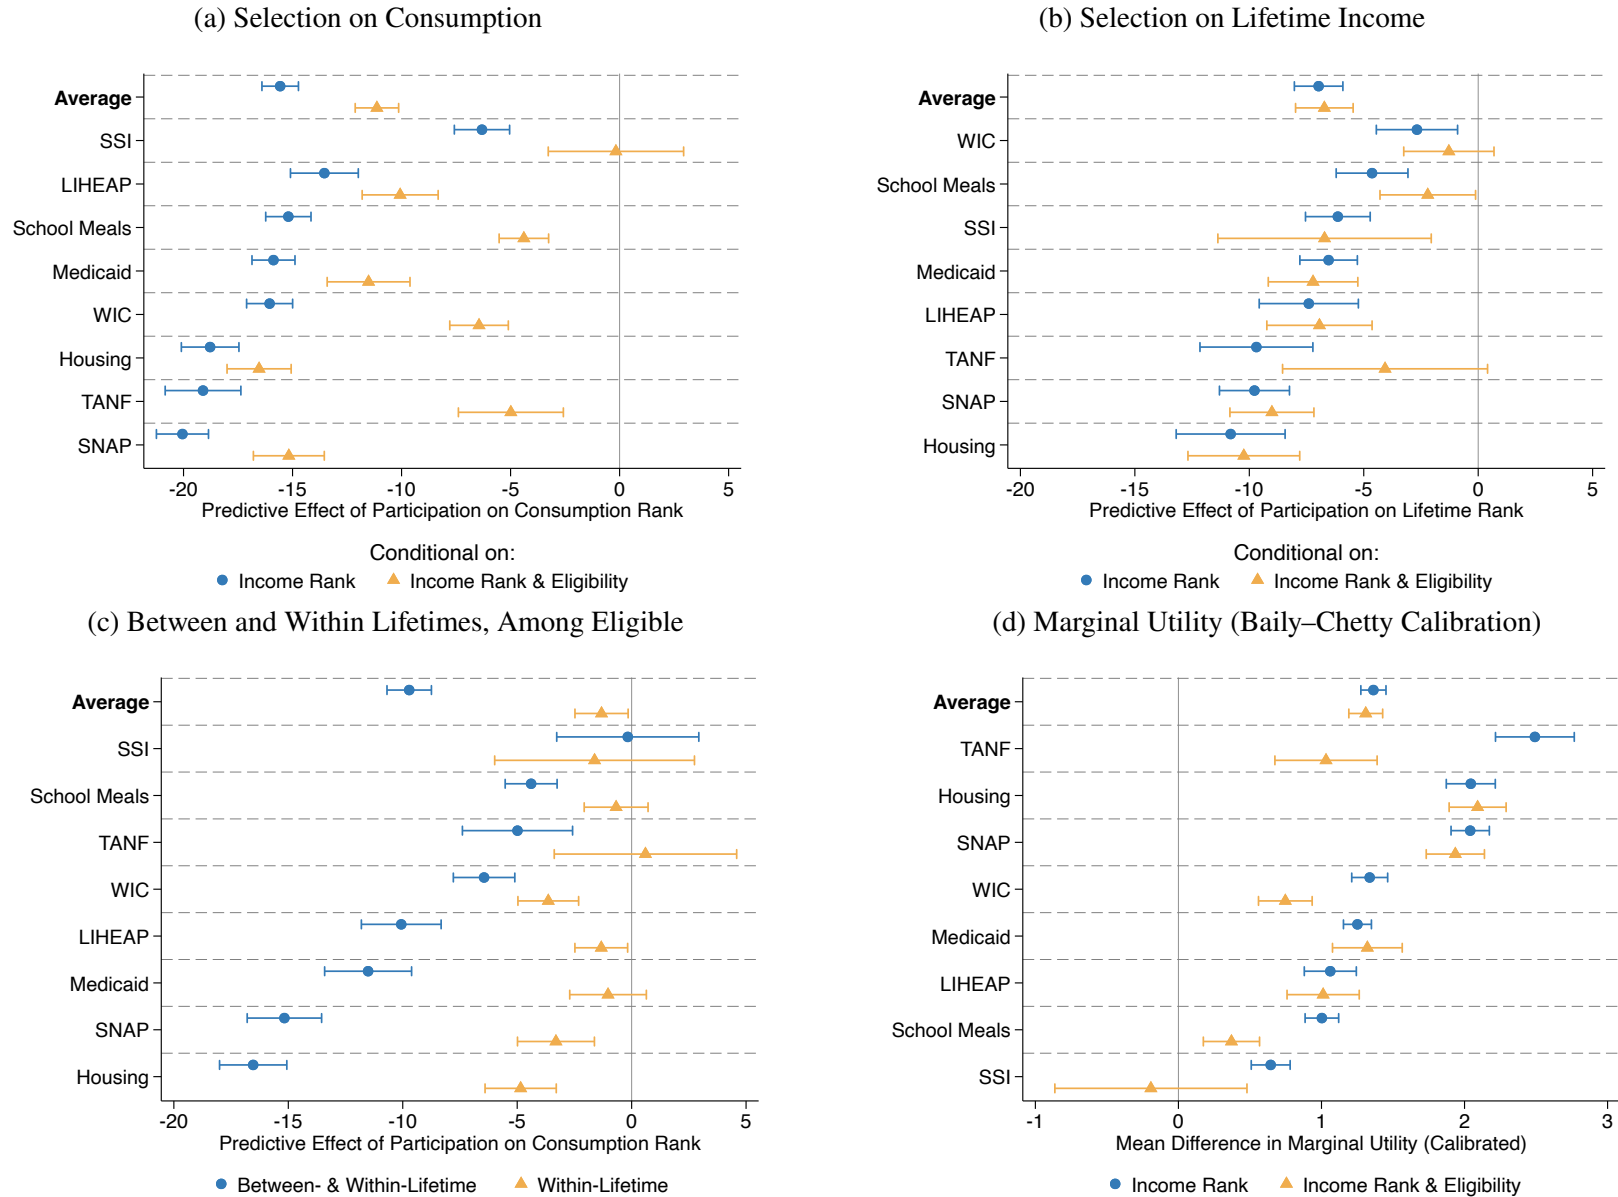 (a) Selection on Consumption
Average
SSI
LIHEAP
School Meals
Medicaid
WIC
Housing
TANF
SNAP
-20 -15 -10 -5 0 5
Predictive Effect of Participation on Consumption Rank
Conditional on:
Income Rank Income Rank & Eligibility
(b) Selection on Lifetime Income
Average
WIC
School Meals
SSI
Medicaid
LIHEAP
TANF
SNAP
Housing
-20 -15 -10 -5 0 5
Predictive Effect of Participation on Lifetime Rank
Conditional on:
Income Rank Income Rank & Eligibility
(c) Between and Within Lifetimes, Among Eligible
Average
SSI
School Meals
TANF
WIC
LIHEAP
Medicaid
SNAP
Housing
-20 -15 -10 -5 0 5
Predictive Effect of Participation on Consumption Rank
Between- & Within-Lifetime Within-Lifetime
(d) Marginal Utility (Baily–Chetty Calibration)
Average
TANF
Housing
SNAP
WIC
Medicaid
LIHEAP
School Meals
SSI
-1 0 1 2 3
Mean Difference in Marginal Utility (Calibrated)
Income Rank Income Rank & Eligibility